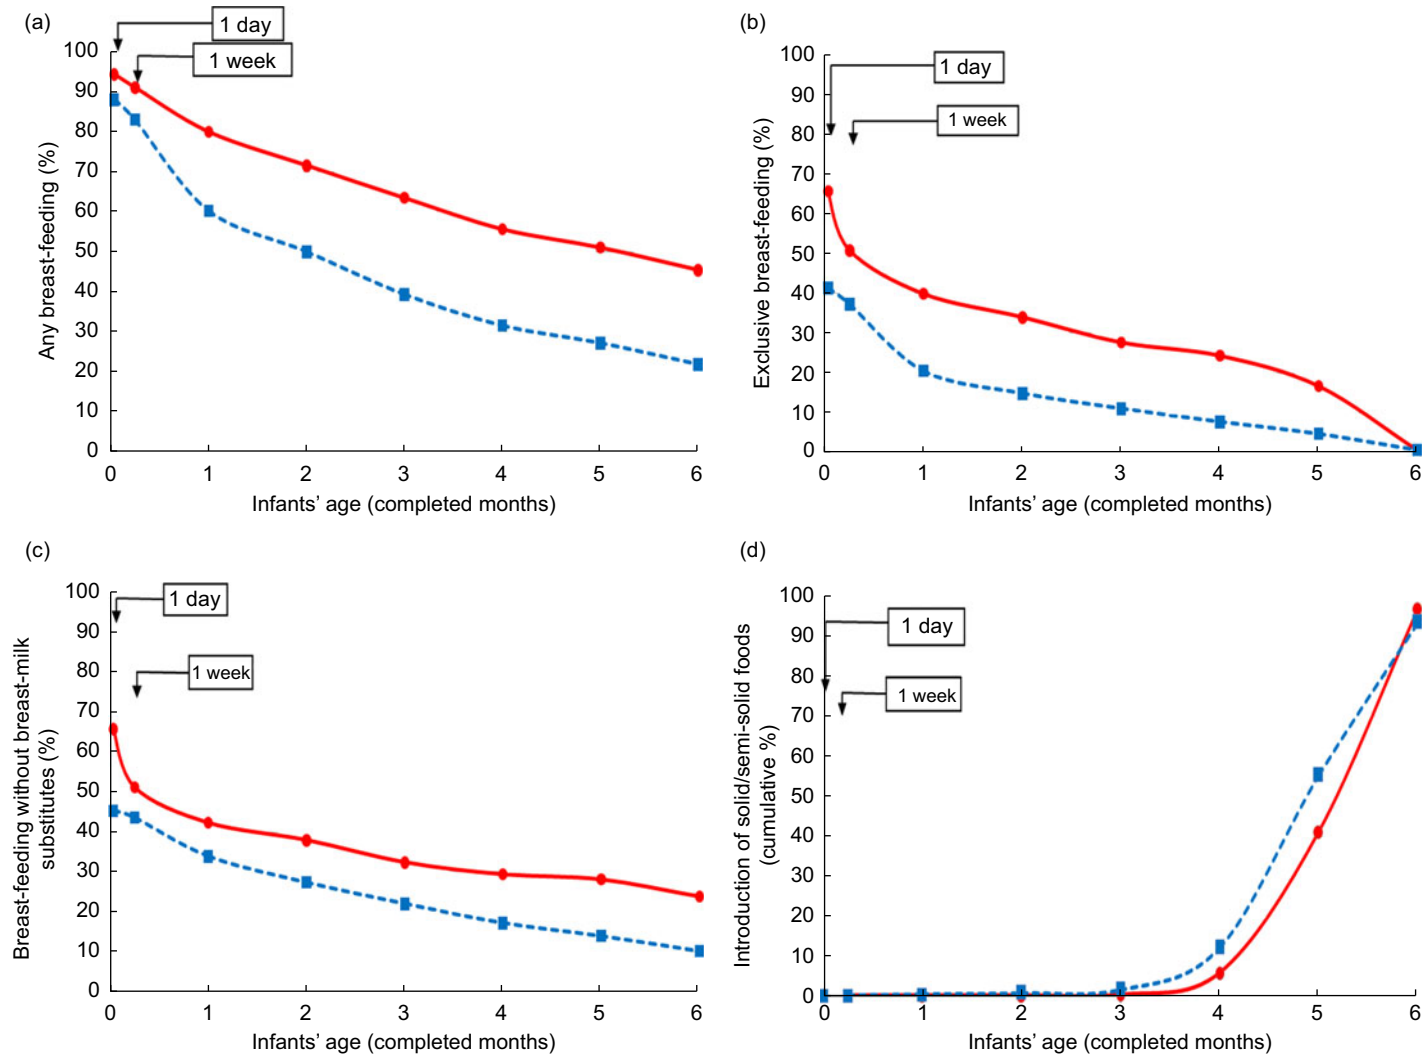 (a)
1 day
1 week
100
90
80
70
60
50
40
30
20
10
0
Any breast-feeding (%)
0 1 2 3 4 5 6
Infants’ age (completed months)
(b)
1 day
1 week
100
90
80
70
60
50
40
30
20
10
0
Exclusive breast-feeding (%)
0 1 2 3 4 5 6
Infants’ age (completed months)
(c)
1 day
1 week
100
90
80
70
60
50
40
30
20
10
0
Breast-feeding without breast-milk
substitutes (%)
0 1 2 3 4 5 6
Infants’ age (completed months)
(d)
1 day
1 week
100
90
80
70
60
50
40
30
20
10
0
Introduction of solid/semi-solid foods
(cumulative %)
0 1 2 3 4 5 6
Infants’ age (completed months)